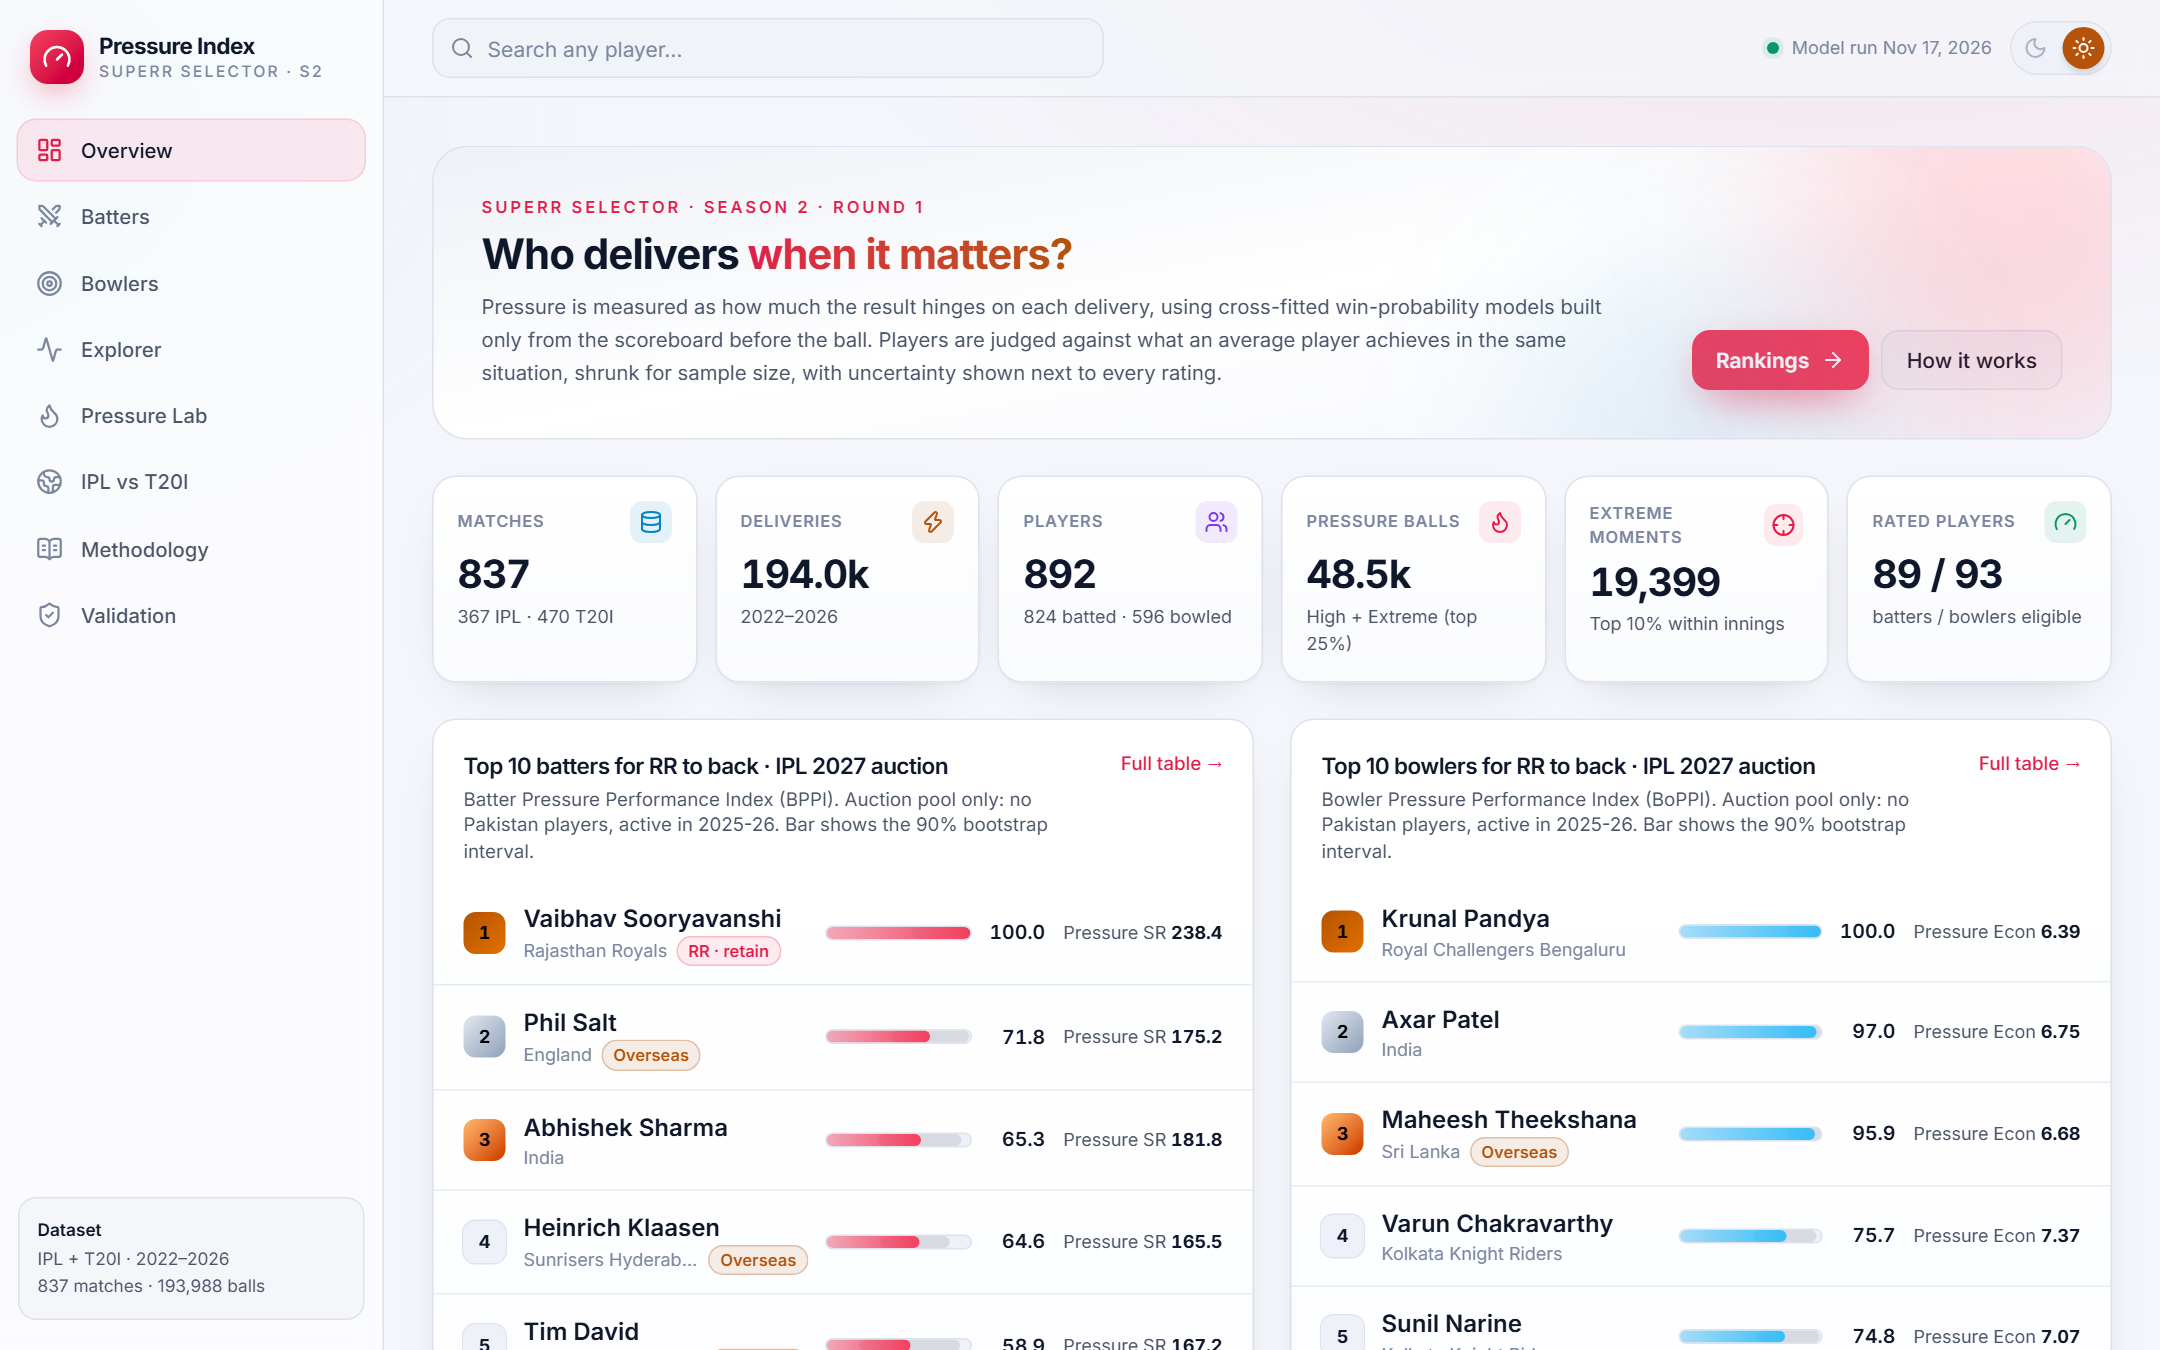 Pressure Index
SUPERR SELECTOR · S2
Search any player...
Model run Nov 17, 2026
Overview
Batters
Bowlers
Explorer
Pressure Lab
IPL vs T20I
Methodology
Validation
Dataset
IPL + T20I · 2022–2026
837 matches · 193,988 balls
SUPERR SELECTOR · SEASON 2 · ROUND 1
Who delivers when it matters?
Pressure is measured as how much the result hinges on each delivery, using cross-fitted win-probability models built
only from the scoreboard before the ball. Players are judged against what an average player achieves in the same
situation, shrunk for sample size, with uncertainty shown next to every rating.
Rankings →
How it works
MATCHES
837
367 IPL · 470 T20I
DELIVERIES
194.0k
2022–2026
PLAYERS
892
824 batted · 596 bowled
PRESSURE BALLS
48.5k
High + Extreme (top
25%)
EXTREME
MOMENTS
19,399
Top 10% within innings
RATED PLAYERS
89 / 93
batters / bowlers eligible
Top 10 batters for RR to back · IPL 2027 auction
Full table →
Batter Pressure Performance Index (BPPI). Auction pool only: no
Pakistan players, active in 2025-26. Bar shows the 90% bootstrap
interval.
1 Vaibhav Sooryavanshi 100.0 Pressure SR 238.4
Rajasthan Royals RR · retain
2 Phil Salt 71.8 Pressure SR 175.2
England Overseas
3 Abhishek Sharma 65.3 Pressure SR 181.8
India
4 Heinrich Klaasen 64.6 Pressure SR 165.5
Sunrisers Hyderab... Overseas
5 Tim David 58.9 Pressure SR 167.2
Top 10 bowlers for RR to back · IPL 2027 auction
Full table →
Bowler Pressure Performance Index (BoPPI). Auction pool only: no
Pakistan players, active in 2025-26. Bar shows the 90% bootstrap
interval.
1 Krunal Pandya 100.0 Pressure Econ 6.39
Royal Challengers Bengaluru
2 Axar Patel 97.0 Pressure Econ 6.75
India
3 Maheesh Theekshana 95.9 Pressure Econ 6.68
Sri Lanka Overseas
4 Varun Chakravarthy 75.7 Pressure Econ 7.37
Kolkata Knight Riders
5 Sunil Narine 74.8 Pressure Econ 7.07